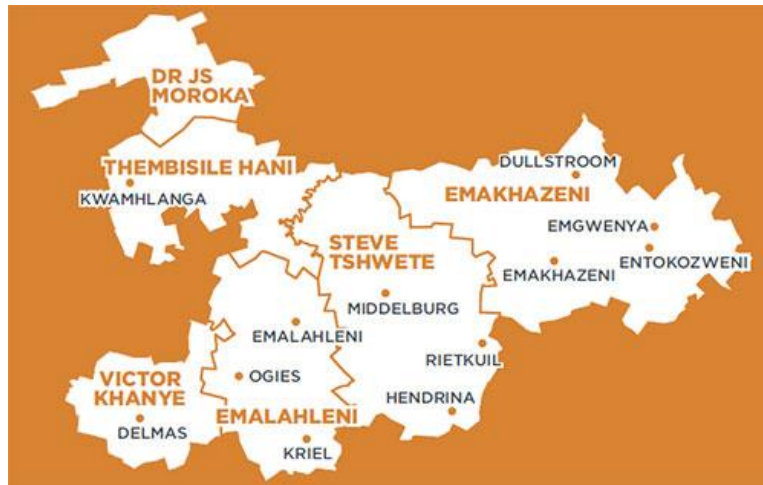 DR JS
MOROKA
THEMBISILE HANI
KWAMHLANGA
DULLSTROOM
EMAKHAZENI
EMGWENYA
STEVE
TSHWETE
ENTOKOZWENI
EMAKHAZENI
MIDDELBURG
EMALAHLENI
RIETKUIL
VICTOR
KHANYE
OGIES
HENDRINA
EMALAHLENI
DELMAS
KRIEL